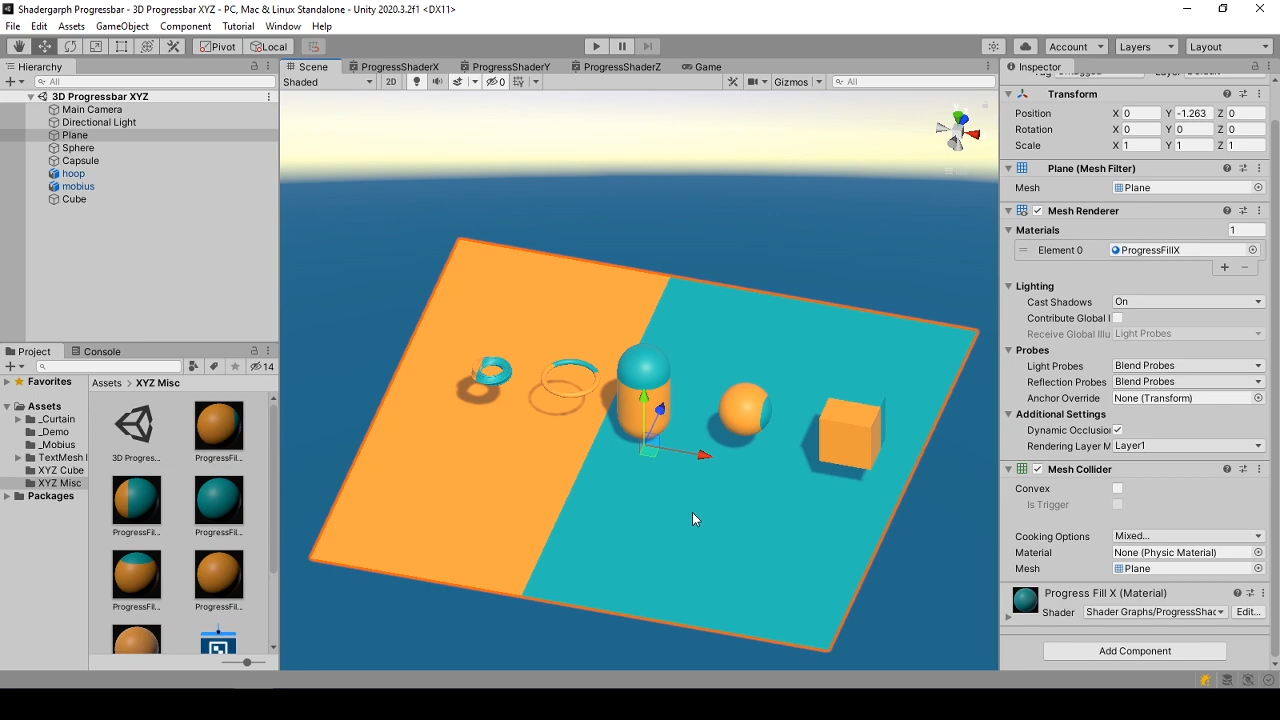 Shadergarph Progressbar - 3D Progressbar XYZ - PC, Mac & Linux Standalone - Unity 2020.3.2f1 <DX11>
File Edit Assets GameObject Component Tutorial Window Help
Pivot Local Account Layers Layout
Hierarchy
All
3D Progressbar XYZ
Main Camera
Directional Light
Plane
Sphere
Capsule
hoop
mobius
Cube
Project Console
14
Favorites
Assets
_Curtain
_Demo
_Mobius
TextMesh
XYZ Cube
XYZ Misc
Packages
Assets > XYZ Misc
3D Progres...
ProgressFil...
ProgressFil...
ProgressFil...
ProgressFil...
ProgressFil...
Scene ProgressShaderX ProgressShaderY ProgressShaderZ Game
Shaded 2D 0 Gizmos All
Inspector
Transform
Position X 0 Y -1.263 Z 0
Rotation X 0 Y 0 Z 0
Scale X 1 Y 1 Z 1
Plane (Mesh Filter)
Mesh Plane
Mesh Renderer
Materials 1
Element 0 ProgressFillX
Lighting
Cast Shadows On
Contribute Global I
Receive Global Illu Light Probes
Probes
Light Probes Blend Probes
Reflection Probes Blend Probes
Anchor Override None (Transform)
Additional Settings
Dynamic Occlusion
Rendering Layer M Layer1
Mesh Collider
Convex
Is Trigger
Cooking Options Mixed...
Material None (Physic Material)
Mesh Plane
Progress Fill X (Material)
Shader Shader Graphs/ProgressShac Edit...
Add Component